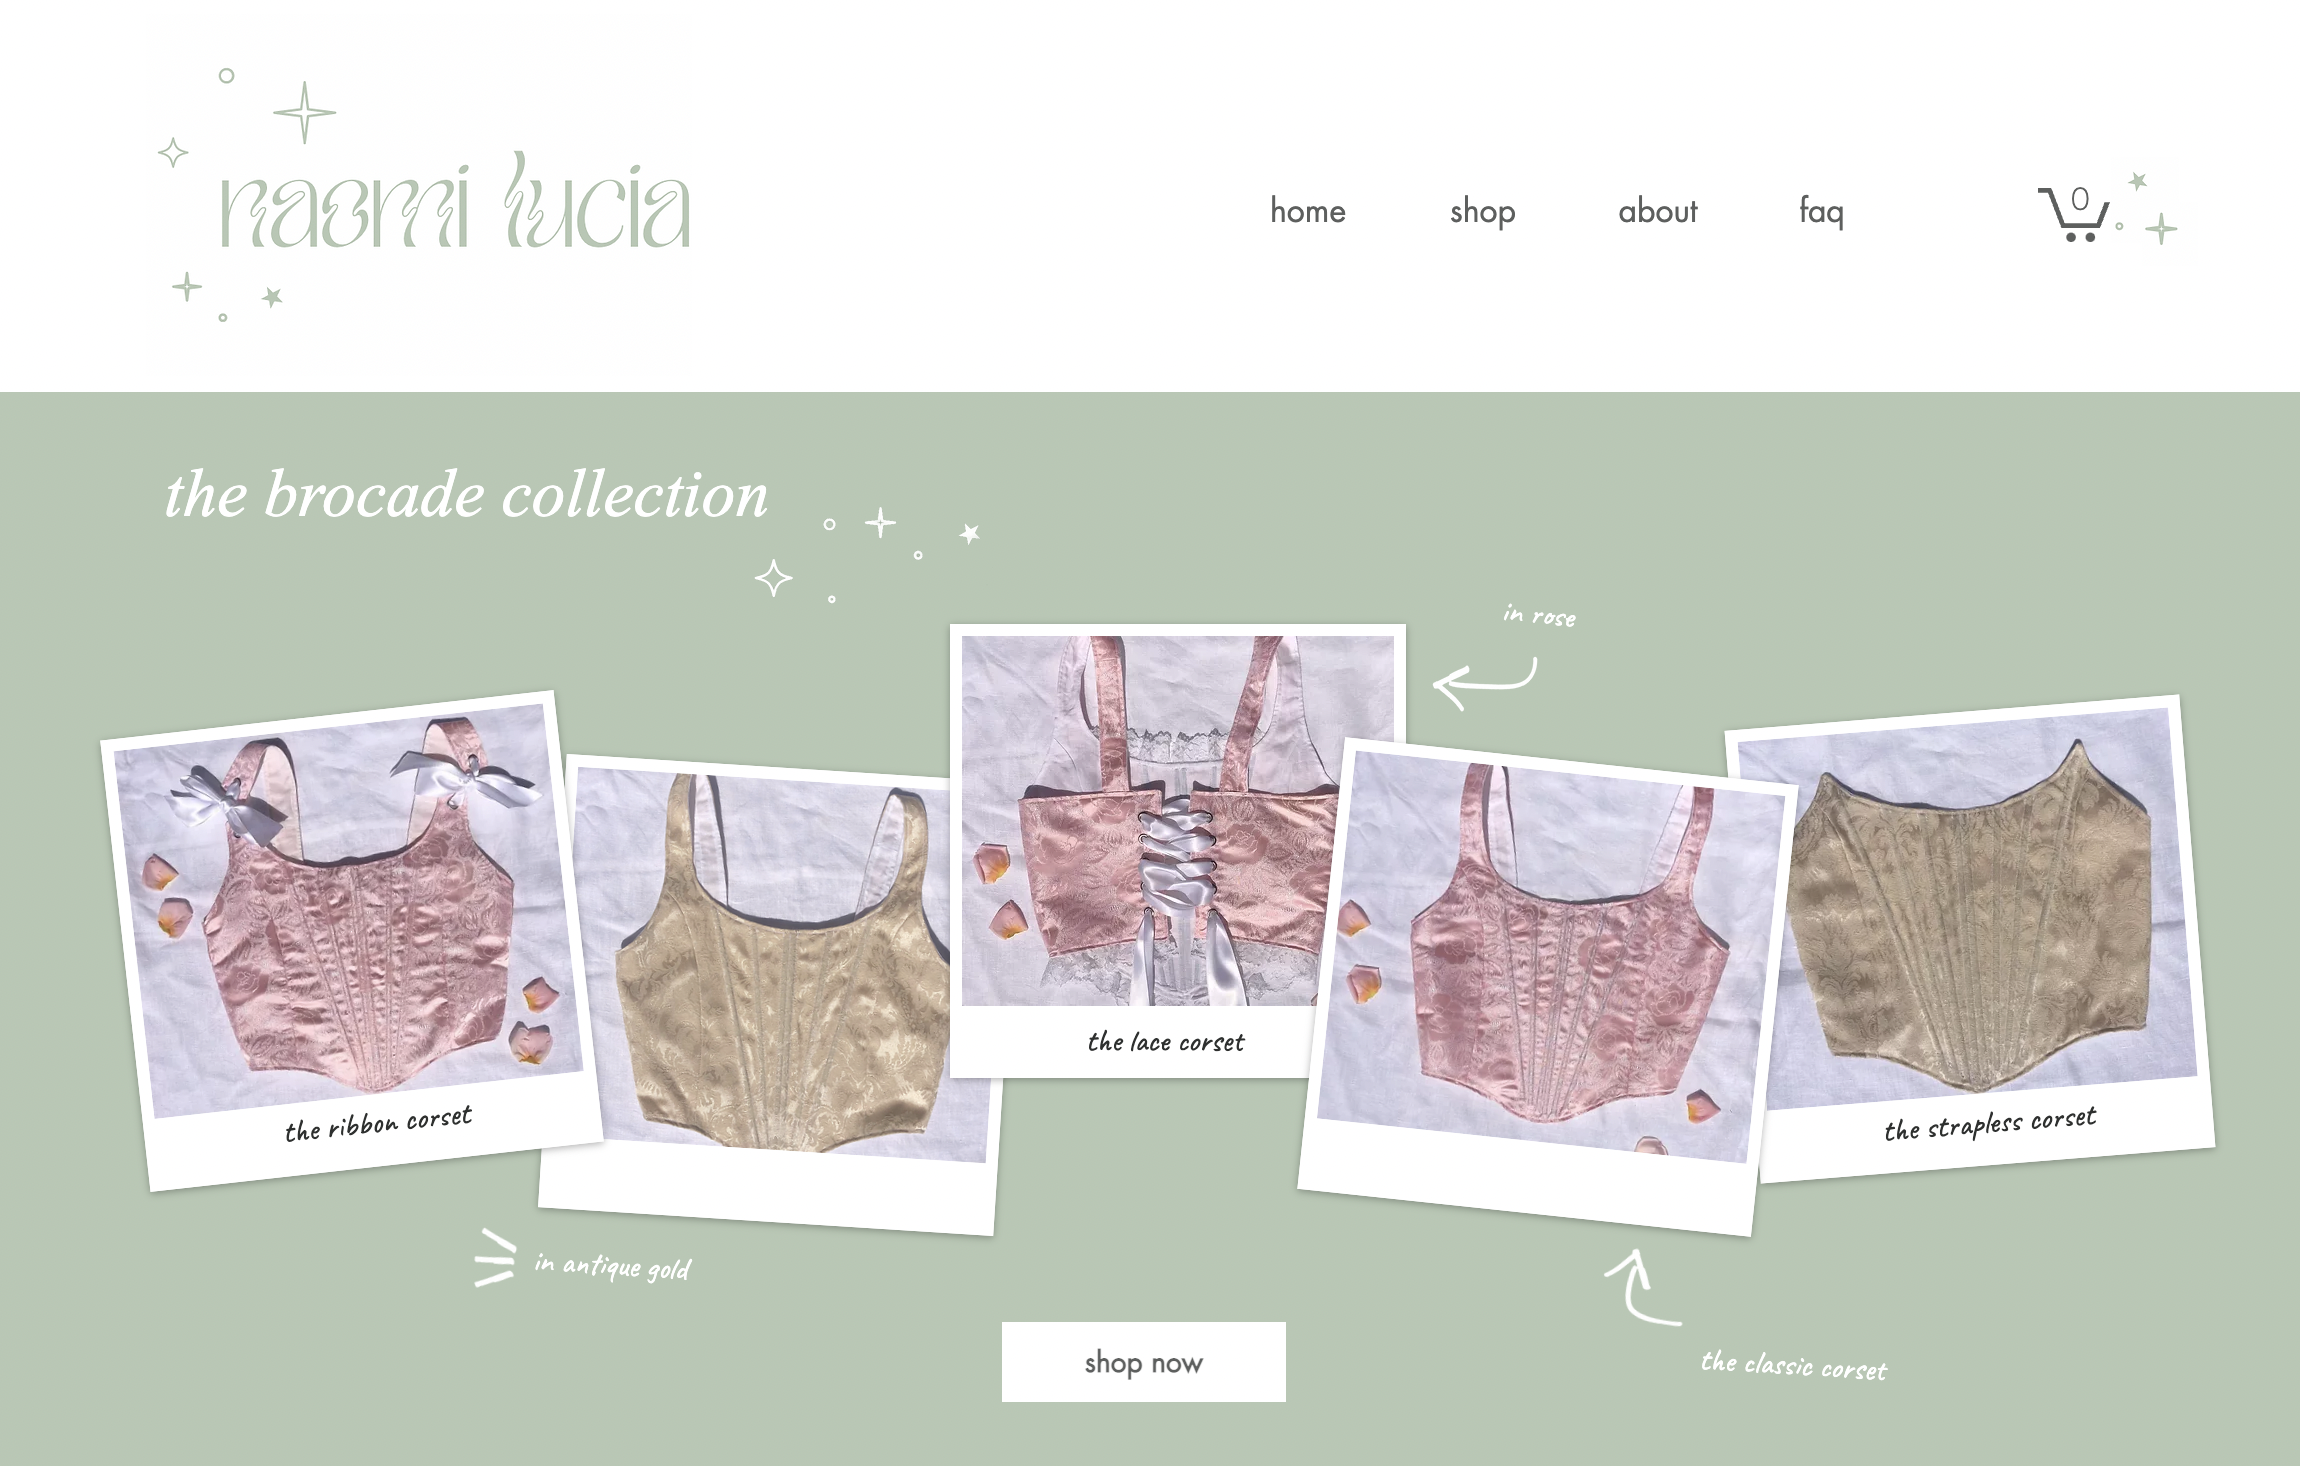 naomi lucia
home
shop
about
faq
0
the brocade collection
in rose
the ribbon corset
the lace corset
the strapless corset
in antique gold
the classic corset
shop now